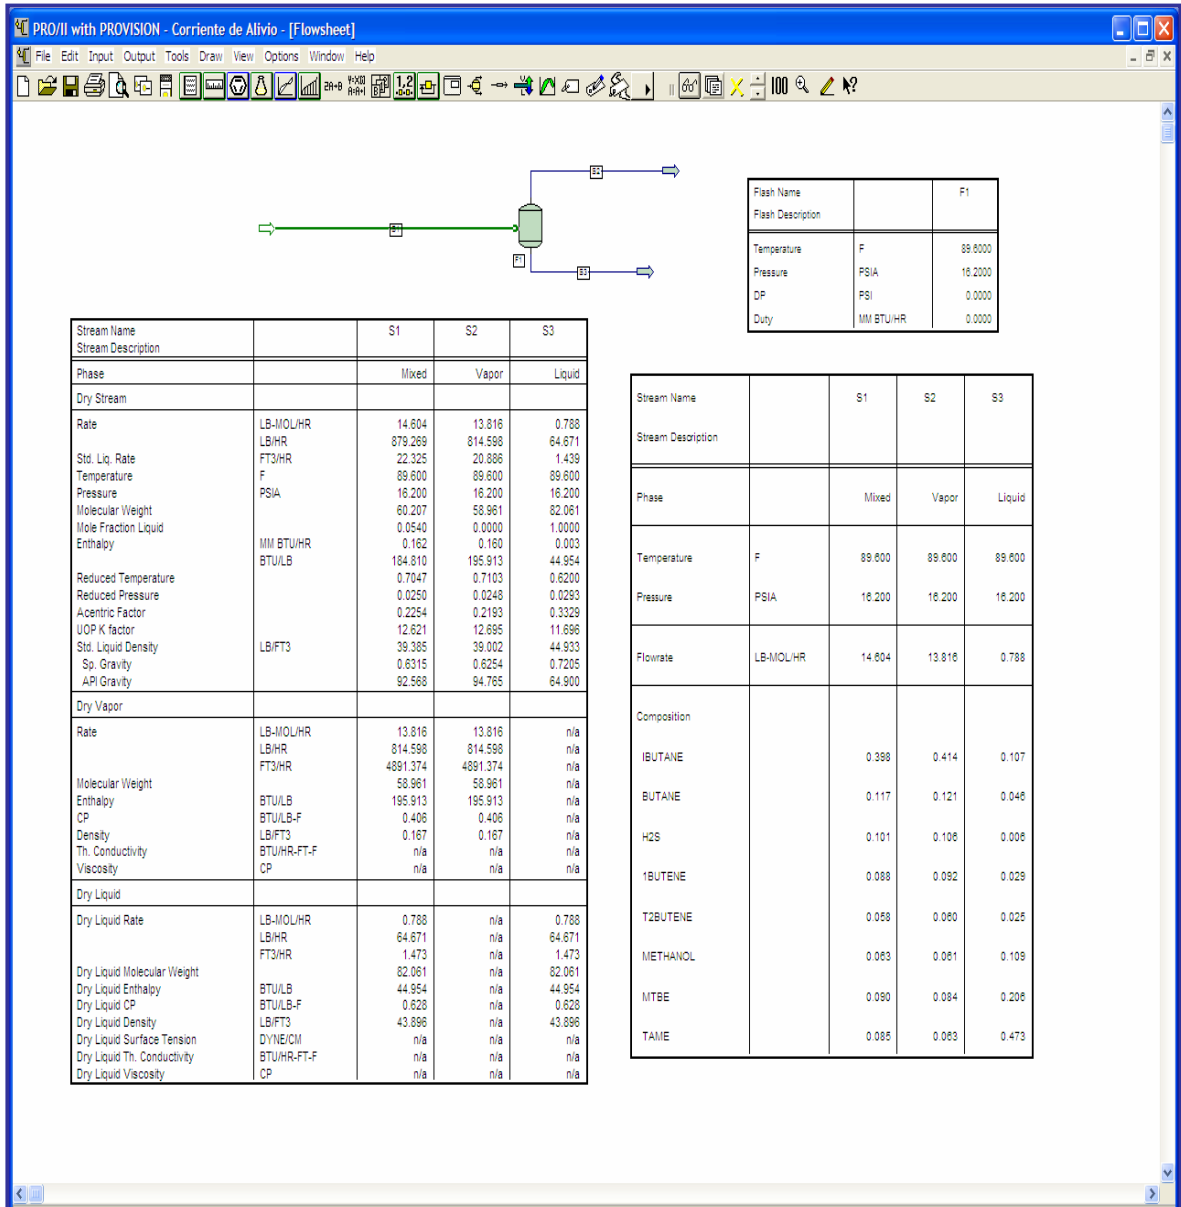 PRO/II with PROVISION - Corriente de Alivio - [Flowsheet]
File Edit Input Output Tools Draw View Options Window Help
S2
S1
F1
S3
Flash Name F1
Flash Description
Temperature F 89.6000
Pressure PSIA 16.2000
DP PSI 0.0000
Duty MM BTU/HR 0.0000
Stream Name S1 S2 S3
Stream Description
Phase Mixed Vapor Liquid
Dry Stream
Rate LB-MOL/HR 14.604 13.816 0.788
LB/HR 879.269 814.598 64.671
Std. Liq. Rate FT3/HR 22.325 20.886 1.439
Temperature F 89.600 89.600 89.600
Pressure PSIA 16.200 16.200 16.200
Molecular Weight 60.207 58.961 82.061
Mole Fraction Liquid 0.0540 0.0000 1.0000
Enthalpy MM BTU/HR 0.162 0.160 0.003
BTU/LB 184.810 195.913 44.954
Reduced Temperature 0.7047 0.7103 0.6200
Reduced Pressure 0.0250 0.0248 0.0293
Acentric Factor 0.2254 0.2193 0.3329
UOP K factor 12.621 12.695 11.696
Std. Liquid Density LB/FT3 39.385 39.002 44.933
Sp. Gravity 0.6315 0.6254 0.7205
API Gravity 92.568 94.765 64.900
Dry Vapor
Rate LB-MOL/HR 13.816 13.816 n/a
LB/HR 814.598 814.598 n/a
FT3/HR 4891.374 4891.374 n/a
Molecular Weight 58.961 58.961 n/a
Enthalpy BTU/LB 195.913 195.913 n/a
CP BTU/LB-F 0.406 0.406 n/a
Density LB/FT3 0.167 0.167 n/a
Th. Conductivity BTU/HR-FT-F n/a n/a n/a
Viscosity CP n/a n/a n/a
Dry Liquid
Dry Liquid Rate LB-MOL/HR 0.788 n/a 0.788
LB/HR 64.671 n/a 64.671
FT3/HR 1.473 n/a 1.473
Dry Liquid Molecular Weight 82.061 n/a 82.061
Dry Liquid Enthalpy BTU/LB 44.954 n/a 44.954
Dry Liquid CP BTU/LB-F 0.628 n/a 0.628
Dry Liquid Density LB/FT3 43.896 n/a 43.896
Dry Liquid Surface Tension DYNE/CM n/a n/a n/a
Dry Liquid Th. Conductivity BTU/HR-FT-F n/a n/a n/a
Dry Liquid Viscosity CP n/a n/a n/a
Stream Name S1 S2 S3
Stream Description
Phase Mixed Vapor Liquid
Temperature F 89.600 89.600 89.600
Pressure PSIA 16.200 16.200 16.200
Flowrate LB-MOL/HR 14.604 13.816 0.788
Composition
IBUTANE 0.398 0.414 0.107
BUTANE 0.117 0.121 0.046
H2S 0.101 0.106 0.006
1BUTENE 0.088 0.092 0.029
T2BUTENE 0.058 0.060 0.025
METHANOL 0.063 0.061 0.109
MTBE 0.090 0.084 0.206
TAME 0.085 0.063 0.473